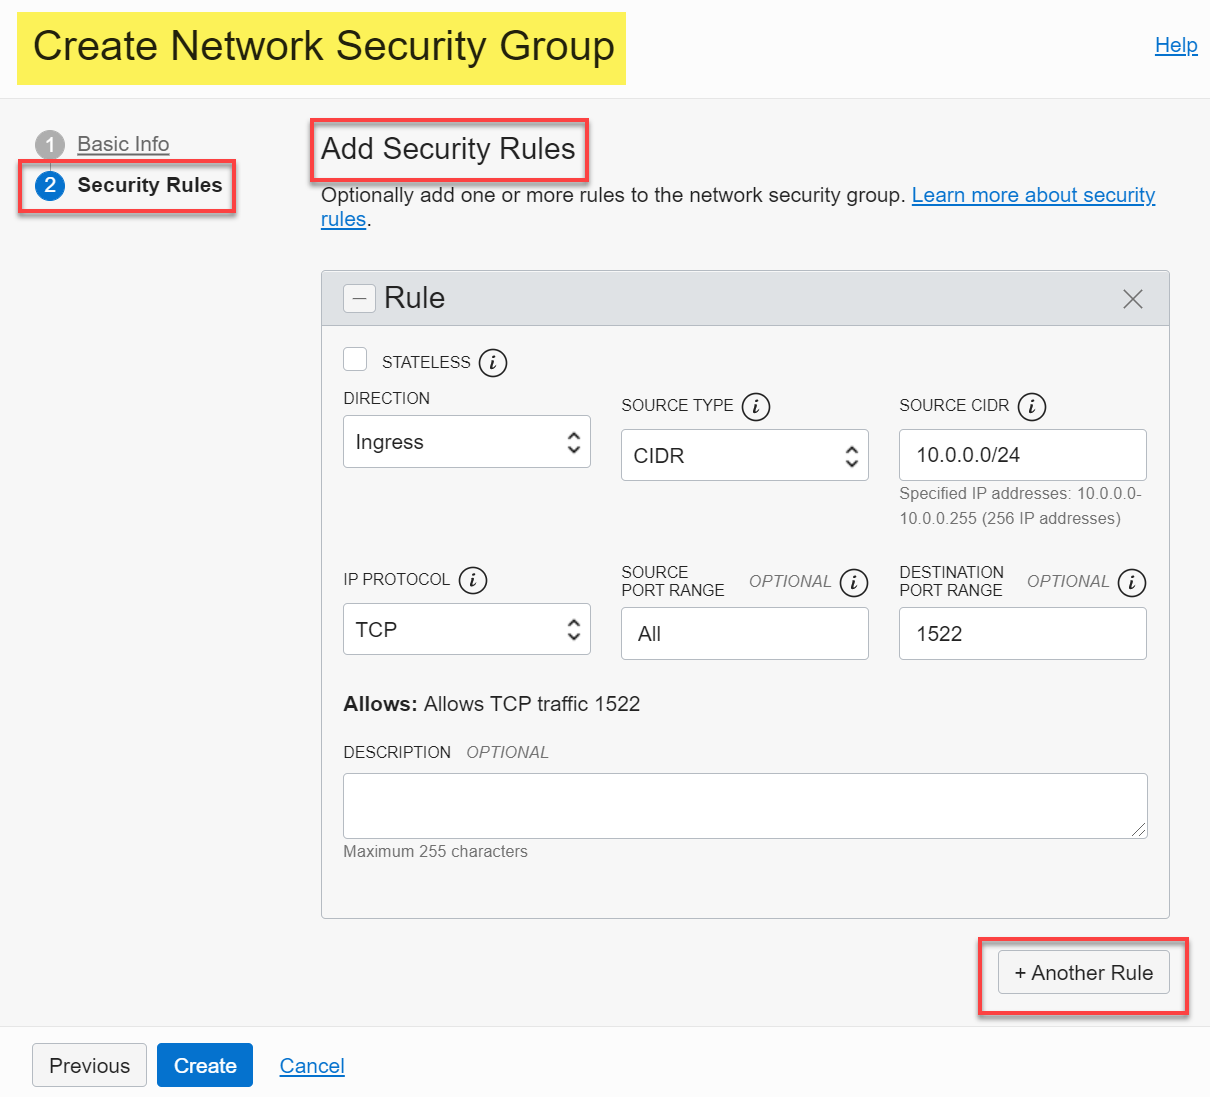 Create Network Security Group
Help
1 Basic Info
2 Security Rules
Add Security Rules
Optionally add one or more rules to the network security group. Learn more about security
rules.
Rule
STATELESS i
DIRECTION
Ingress
SOURCE TYPE i
CIDR
SOURCE CIDR i
10.0.0.0/24
Specified IP addresses: 10.0.0.0-
10.0.0.255 (256 IP addresses)
IP PROTOCOL i
TCP
SOURCE
PORT RANGE OPTIONAL i
All
DESTINATION
PORT RANGE OPTIONAL i
1522
Allows: Allows TCP traffic 1522
DESCRIPTION OPTIONAL
Maximum 255 characters
+ Another Rule
Previous Create Cancel